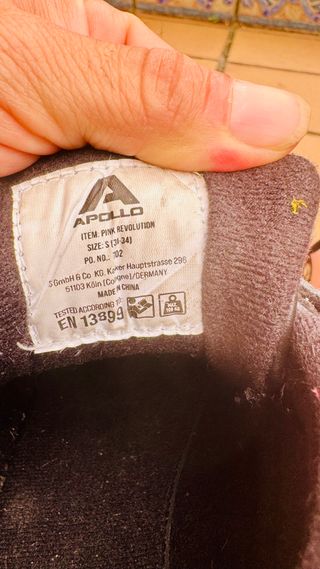 APOLLO
ITEM: PINK REVOLUTION
SIZE: S (31-34)
PO. NO.: 102
GmbH & Co. KG, Kalker Hauptstrasse 296
51103 Köln (Cologne)/GERMANY
MADE IN CHINA
TESTED ACCORDING TO
EN 13899
MAX.